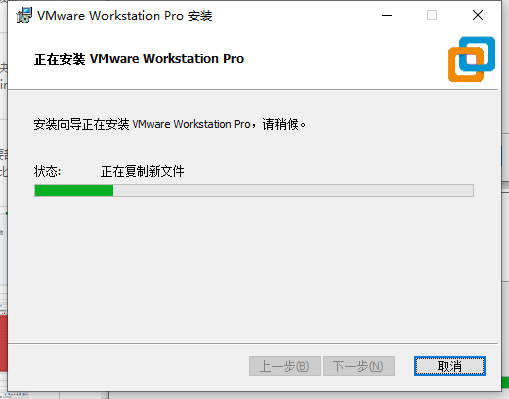 VMware Workstation Pro 安装
正在安装 VMware Workstation Pro
安装向导正在安装 VMware Workstation Pro，请稍候。
状态: 正在复制新文件
上一步(B) 下一步(N) 取消